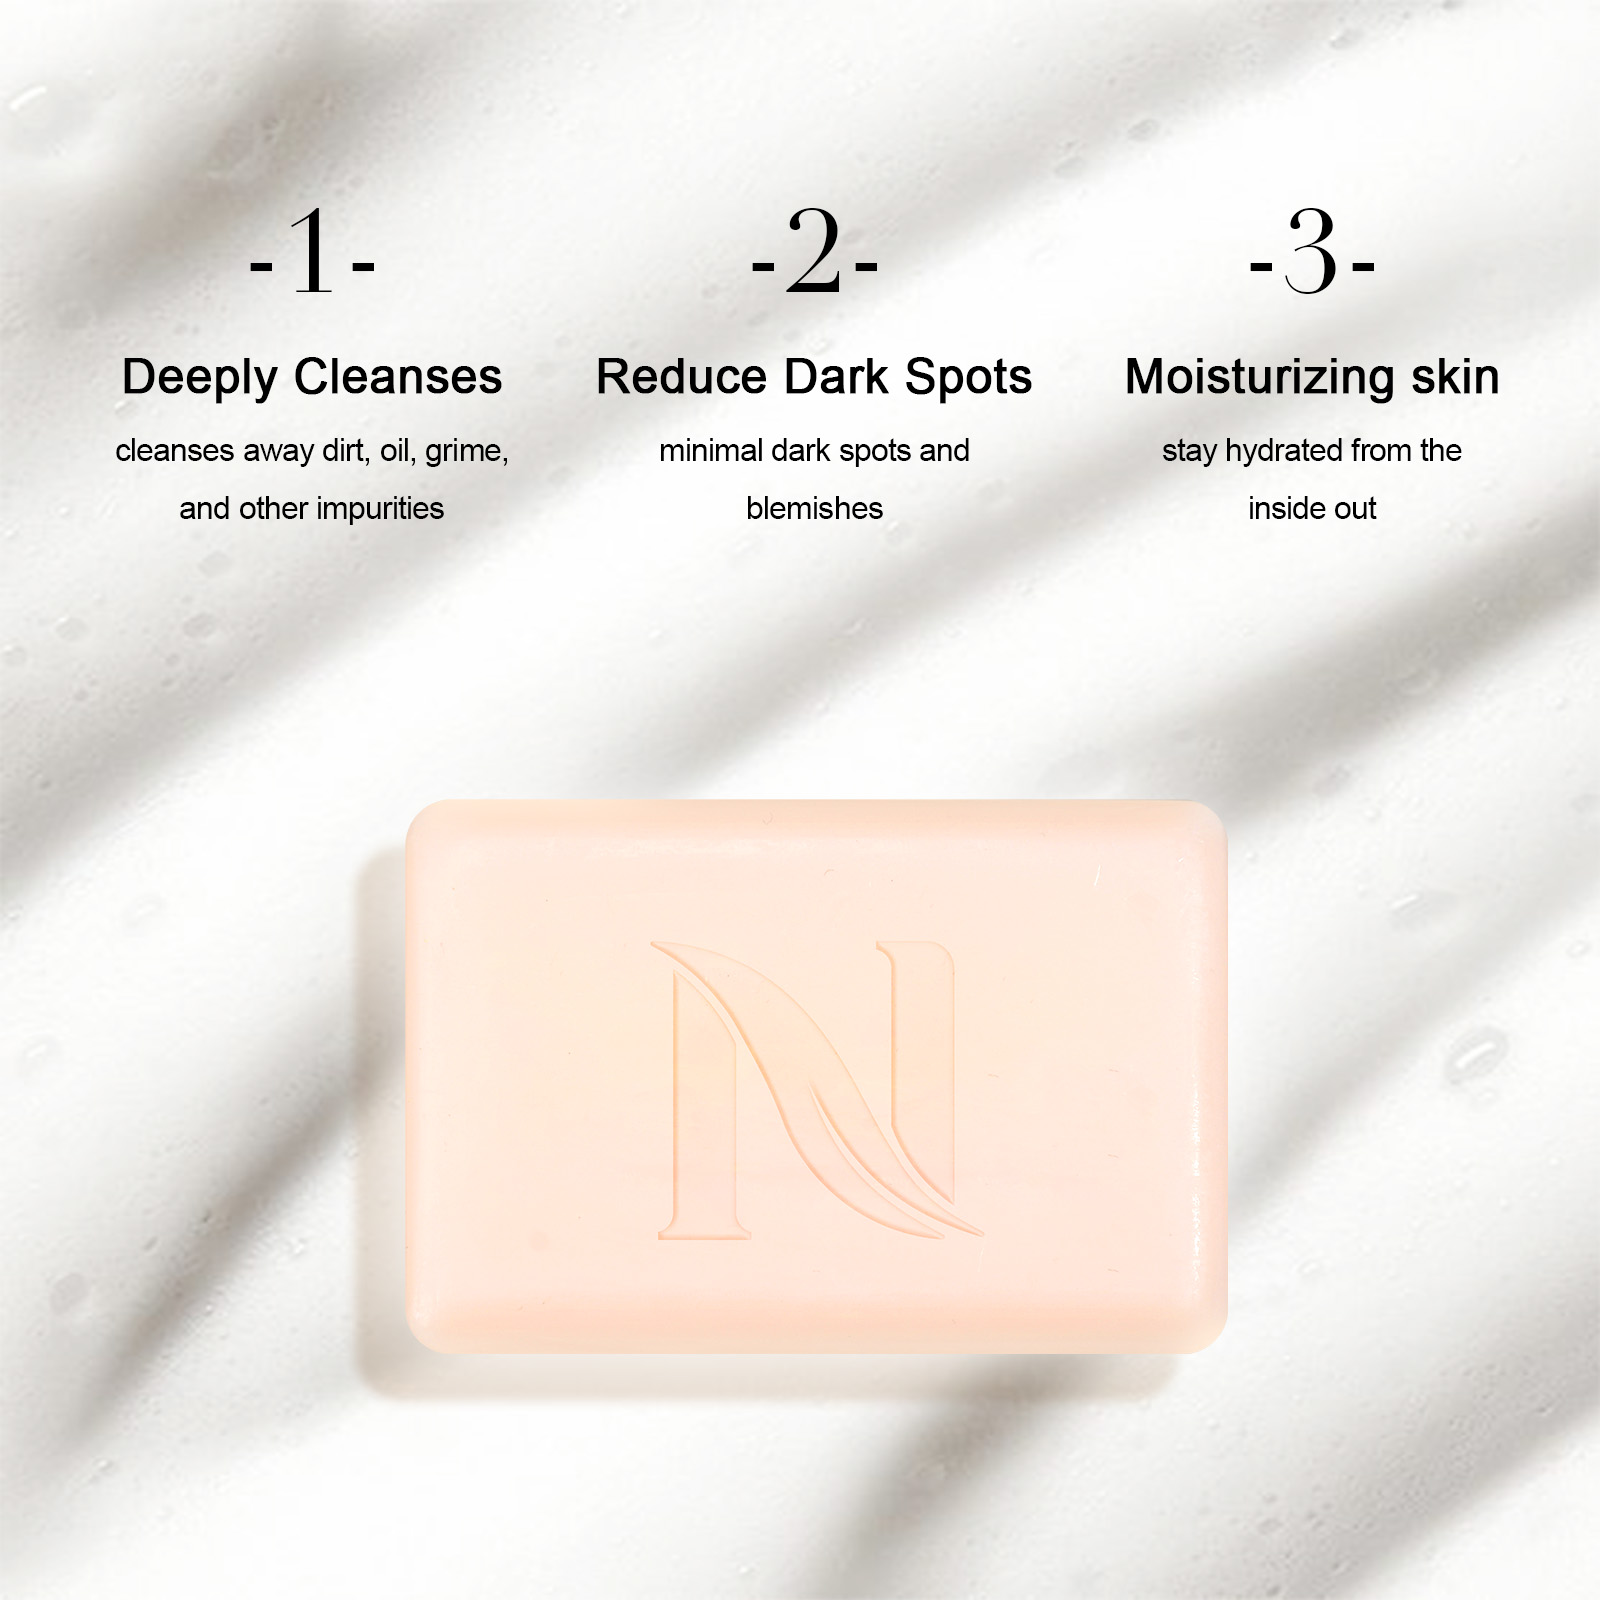 -1-
Deeply Cleanses
cleanses away dirt, oil, grime,
and other impurities
-2-
Reduce Dark Spots
minimal dark spots and
blemishes
-3-
Moisturizing skin
stay hydrated from the
inside out
N